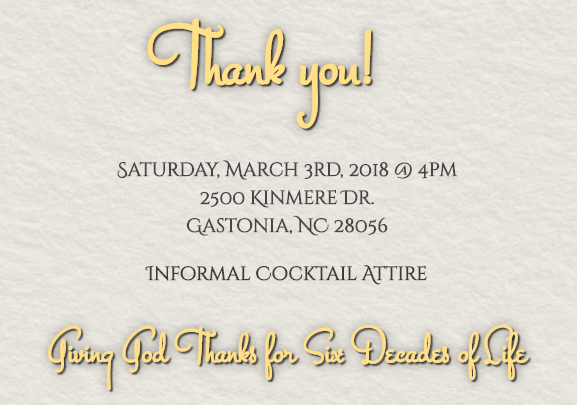 Thank you!
Saturday, March 3rd, 2018 @ 4pm
2500 Kinmere Dr.
Gastonia, NC 28056
Informal Cocktail Attire
Giving God Thanks for Six Decades of Life